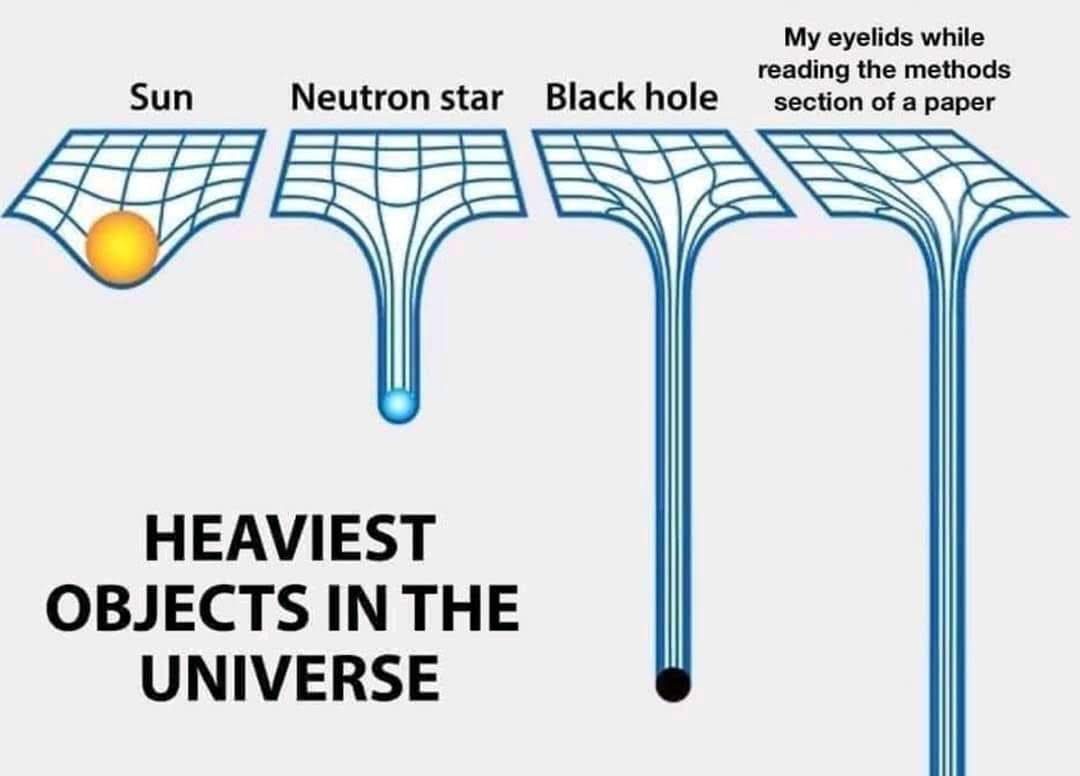 Sun
Neutron star
Black hole
My eyelids while
reading the methods
section of a paper
HEAVIEST
OBJECTS IN THE
UNIVERSE